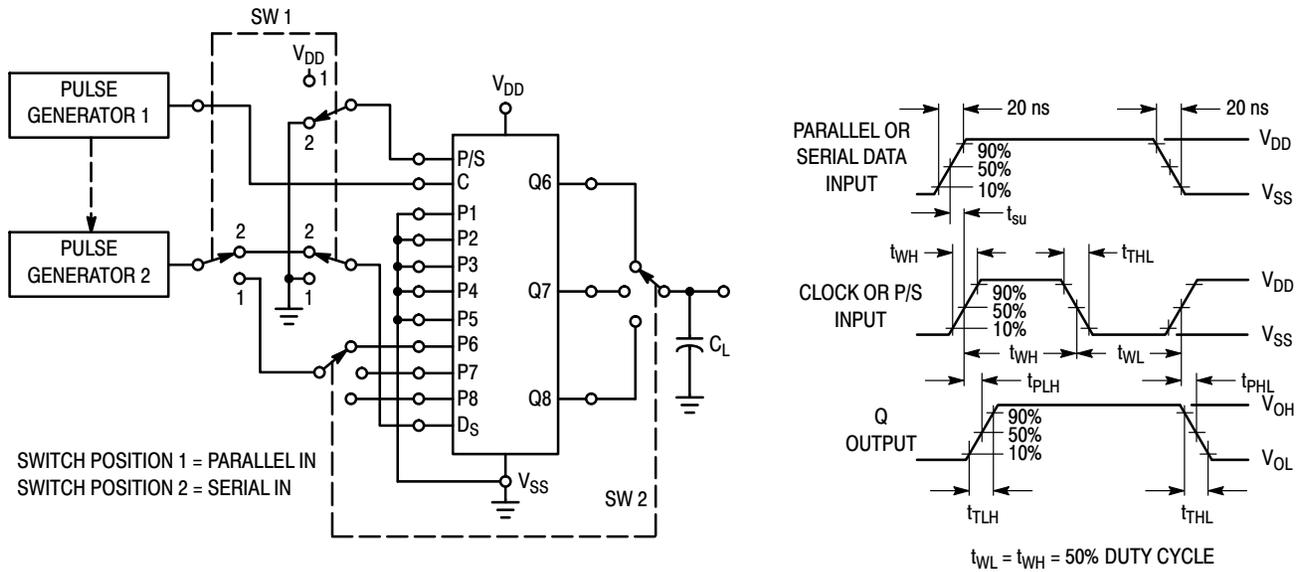 SW 1
VDD
1
2
PULSE
GENERATOR 1
PULSE
GENERATOR 2
2
1
2
1
VDD
P/S
C
P1
P2
P3
P4
P5
P6
P7
P8
DS
Q6
Q7
Q8
CL
VSS
SW 2
SWITCH POSITION 1 = PARALLEL IN
SWITCH POSITION 2 = SERIAL IN
20 ns
20 ns
PARALLEL OR
SERIAL DATA
INPUT
90%
50%
10%
VDD
VSS
tsu
tWH
tTHL
CLOCK OR P/S
INPUT
90%
50%
10%
VDD
VSS
tWH
tWL
tPLH
tPHL
Q
OUTPUT
90%
50%
10%
VOH
VOL
tTLH
tTHL
tWL = tWH = 50% DUTY CYCLE